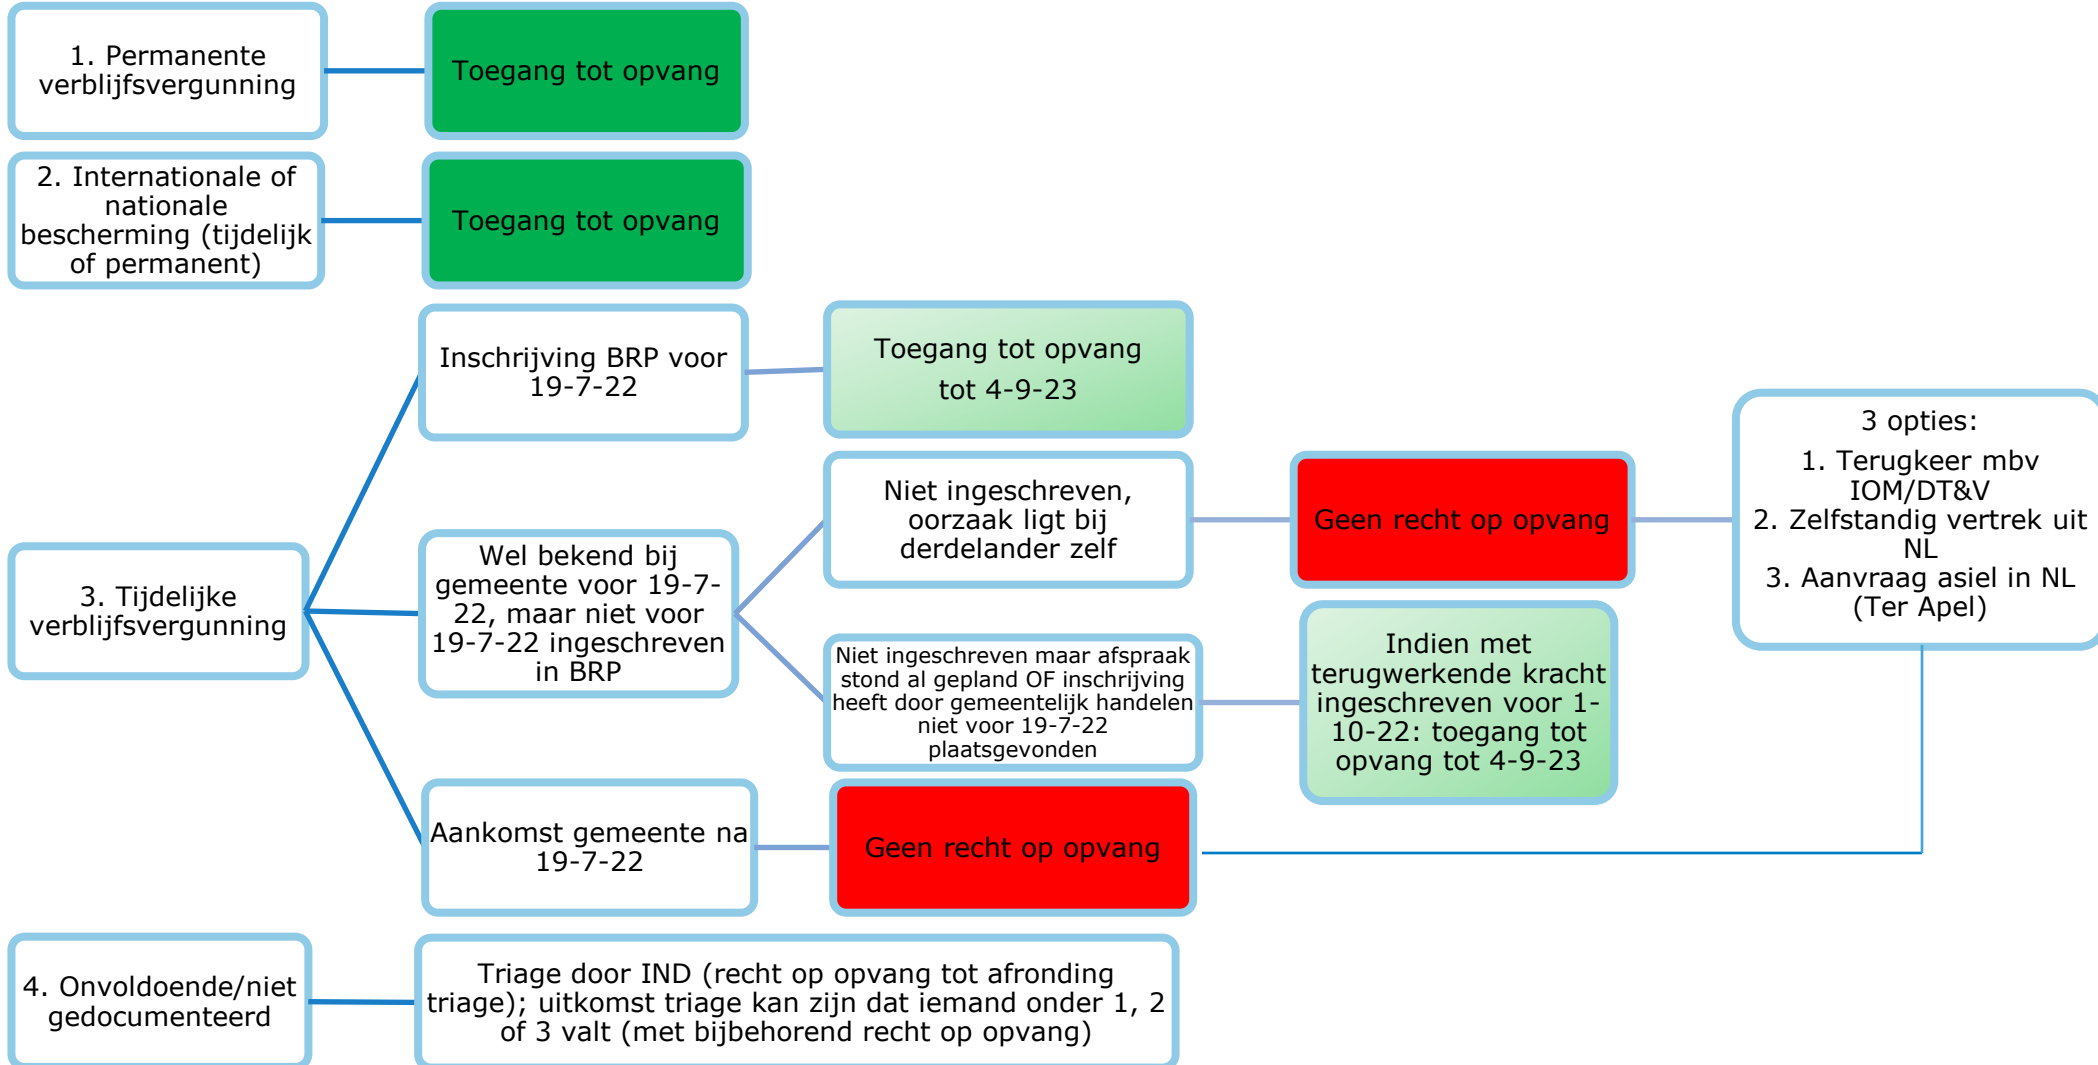 1. Permanente
verblijfsvergunning
Toegang tot opvang
2. Internationale of
nationale
bescherming (tijdelijk
of permanent)
Toegang tot opvang
3. Tijdelijke
verblijfsvergunning
Inschrijving BRP voor
19-7-22
Toegang tot opvang
tot 4-9-23
Wel bekend bij
gemeente voor 19-7-
22, maar niet voor
19-7-22 ingeschreven
in BRP
Niet ingeschreven,
oorzaak ligt bij
derdelander zelf
Geen recht op opvang
3 opties:
1. Terugkeer mbv
IOM/DT&V
2. Zelfstandig vertrek uit
NL
3. Aanvraag asiel in NL
(Ter Apel)
Niet ingeschreven maar afspraak
stond al gepland OF inschrijving
heeft door gemeentelijk handelen
niet voor 19-7-22
plaatsgevonden
Indien met
terugwerkende kracht
ingeschreven voor 1-
10-22: toegang tot
opvang tot 4-9-23
Aankomst gemeente na
19-7-22
Geen recht op opvang
4. Onvoldoende/niet
gedocumenteerd
Triage door IND (recht op opvang tot afronding
triage); uitkomst triage kan zijn dat iemand onder 1, 2
of 3 valt (met bijbehorend recht op opvang)